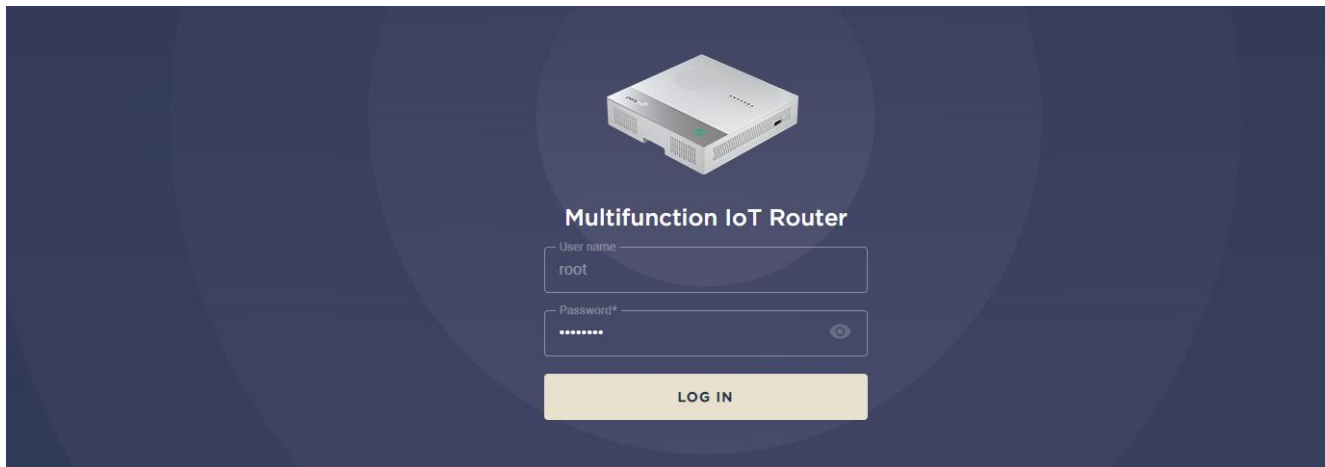 Multifunction IoT Router
User name
root
Password*
••••••••
LOG IN